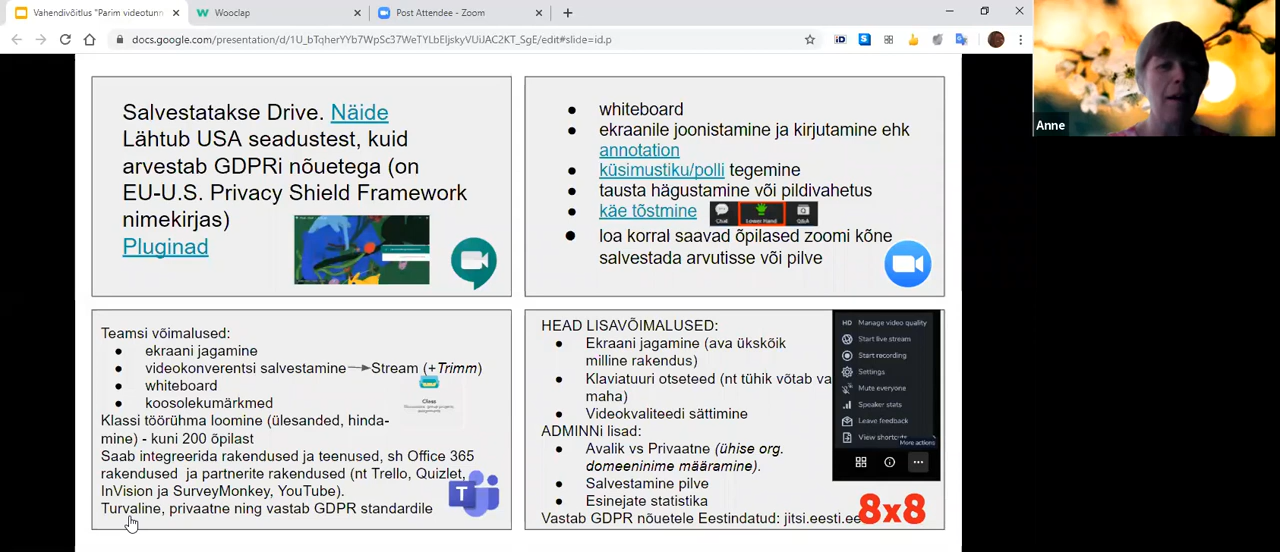 Vahendivõitlus "Parim videotunn
Wooclap
Post Attendee - Zoom
docs.google.com/presentation/d/1U_bTqherYYb7WpSc37WeTYLbEljskyVUiJAC2KT_SgE/edit#slide=id.p
Anne
Salvestatakse Drive. Näide
Lähtub USA seadustest, kuid
arvestab GDPRi nõuetega (on
EU-U.S. Privacy Shield Framework
nimekirjas)
Pluginad
whiteboard
ekraanile joonistamine ja kirjutamine ehk
annotation
küsimustiku/polli tegemine
tausta hägustamine või pildivahetus
käe tõstmine
Chat Lower Hand Q&A
loa korral saavad õpilased zoomi kõne
salvestada arvutisse või pilve
Teamsi võimalused:
ekraani jagamine
videokonverentsi salvestamine Stream (+Trimm)
whiteboard
koosolekumärkmed
Class
Klassi töörühma loomine (ülesanded, hinda-
mine) - kuni 200 õpilast
Saab integreerida rakendused ja teenused, sh Office 365
rakendused ja partnerite rakendused (nt Trello, Quizlet,
InVision ja SurveyMonkey, YouTube).
Turvaline, privaatne ning vastab GDPR standardile
T
HEAD LISAVÕIMALUSED:
Ekraani jagamine (ava ükskõik
milline rakendus)
Klaviatuuri otseteed (nt tühik võtab va
maha)
Videokvaliteedi sättimine
ADMINNi lisad:
Avalik vs Privaatne (ühise org.
domeeninime määramine).
Salvestamine pilve
Esinejate statistika
Vastab GDPR nõuetele Eestindatud: jitsi.eesti.ee
HD Manage video quality
Start live stream
Start recording
Settings
Mute everyone
Speaker stats
Leave feedback
View shortcuts
More actions
8x8